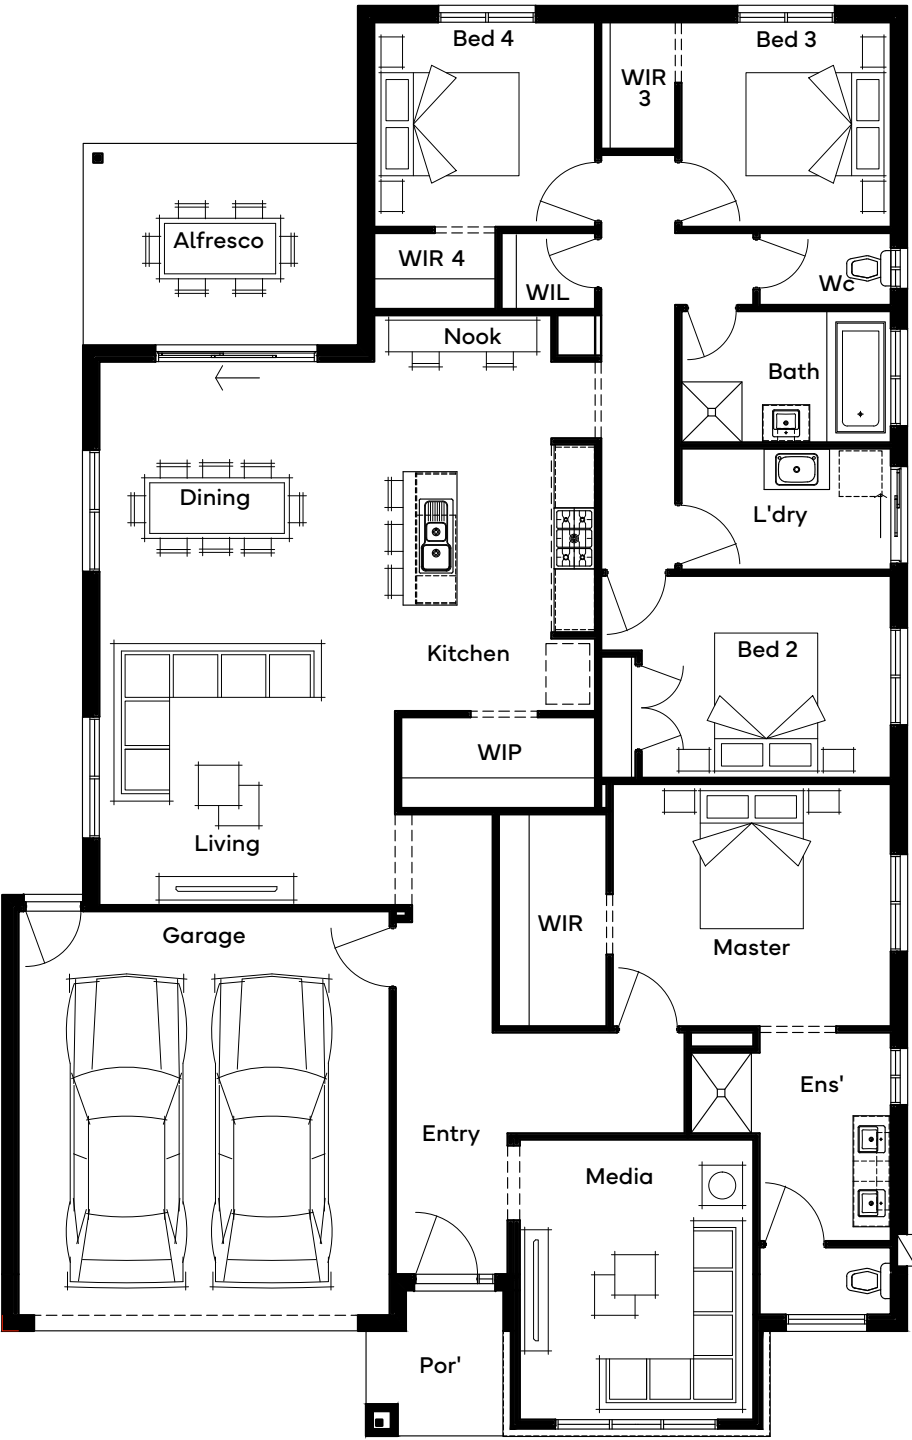 Bed 4
Bed 3
WIR
3
Alfresco
WIR 4
WIL
Wc
Nook
Bath
Dining
L'dry
Kitchen
Bed 2
WIP
Living
WIR
Garage
Master
Ens'
Entry
Media
Por'